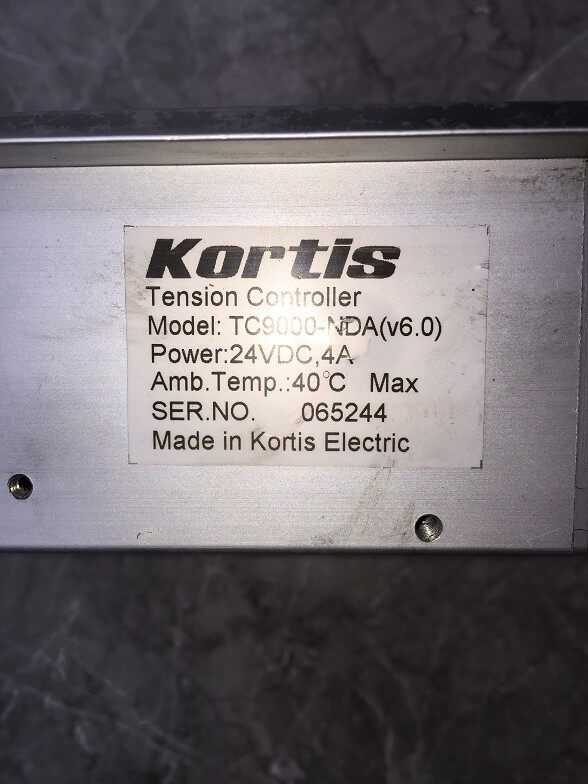 Kortis
Tension Controller
Model: TC9000-NDA(v6.0)
Power:24VDC,4A
Amb.Temp.:40℃ Max
SER.NO. 065244
Made in Kortis Electric